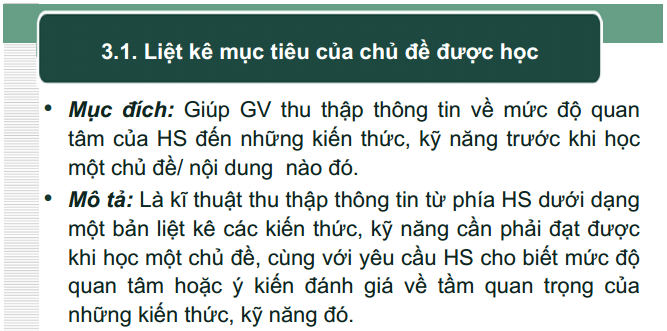 3.1. Liệt kê mục tiêu của chủ đề được học
• Mục đích: Giúp GV thu thập thông tin về mức độ quan
tâm của HS đến những kiến thức, kỹ năng trước khi học
một chủ đề/ nội dung nào đó.
• Mô tả: Là kĩ thuật thu thập thông tin từ phía HS dưới dạng
một bản liệt kê các kiến thức, kỹ năng cần phải đạt được
khi học một chủ đề, cùng với yêu cầu HS cho biết mức độ
quan tâm hoặc ý kiến đánh giá về tầm quan trọng của
những kiến thức, kỹ năng đó.